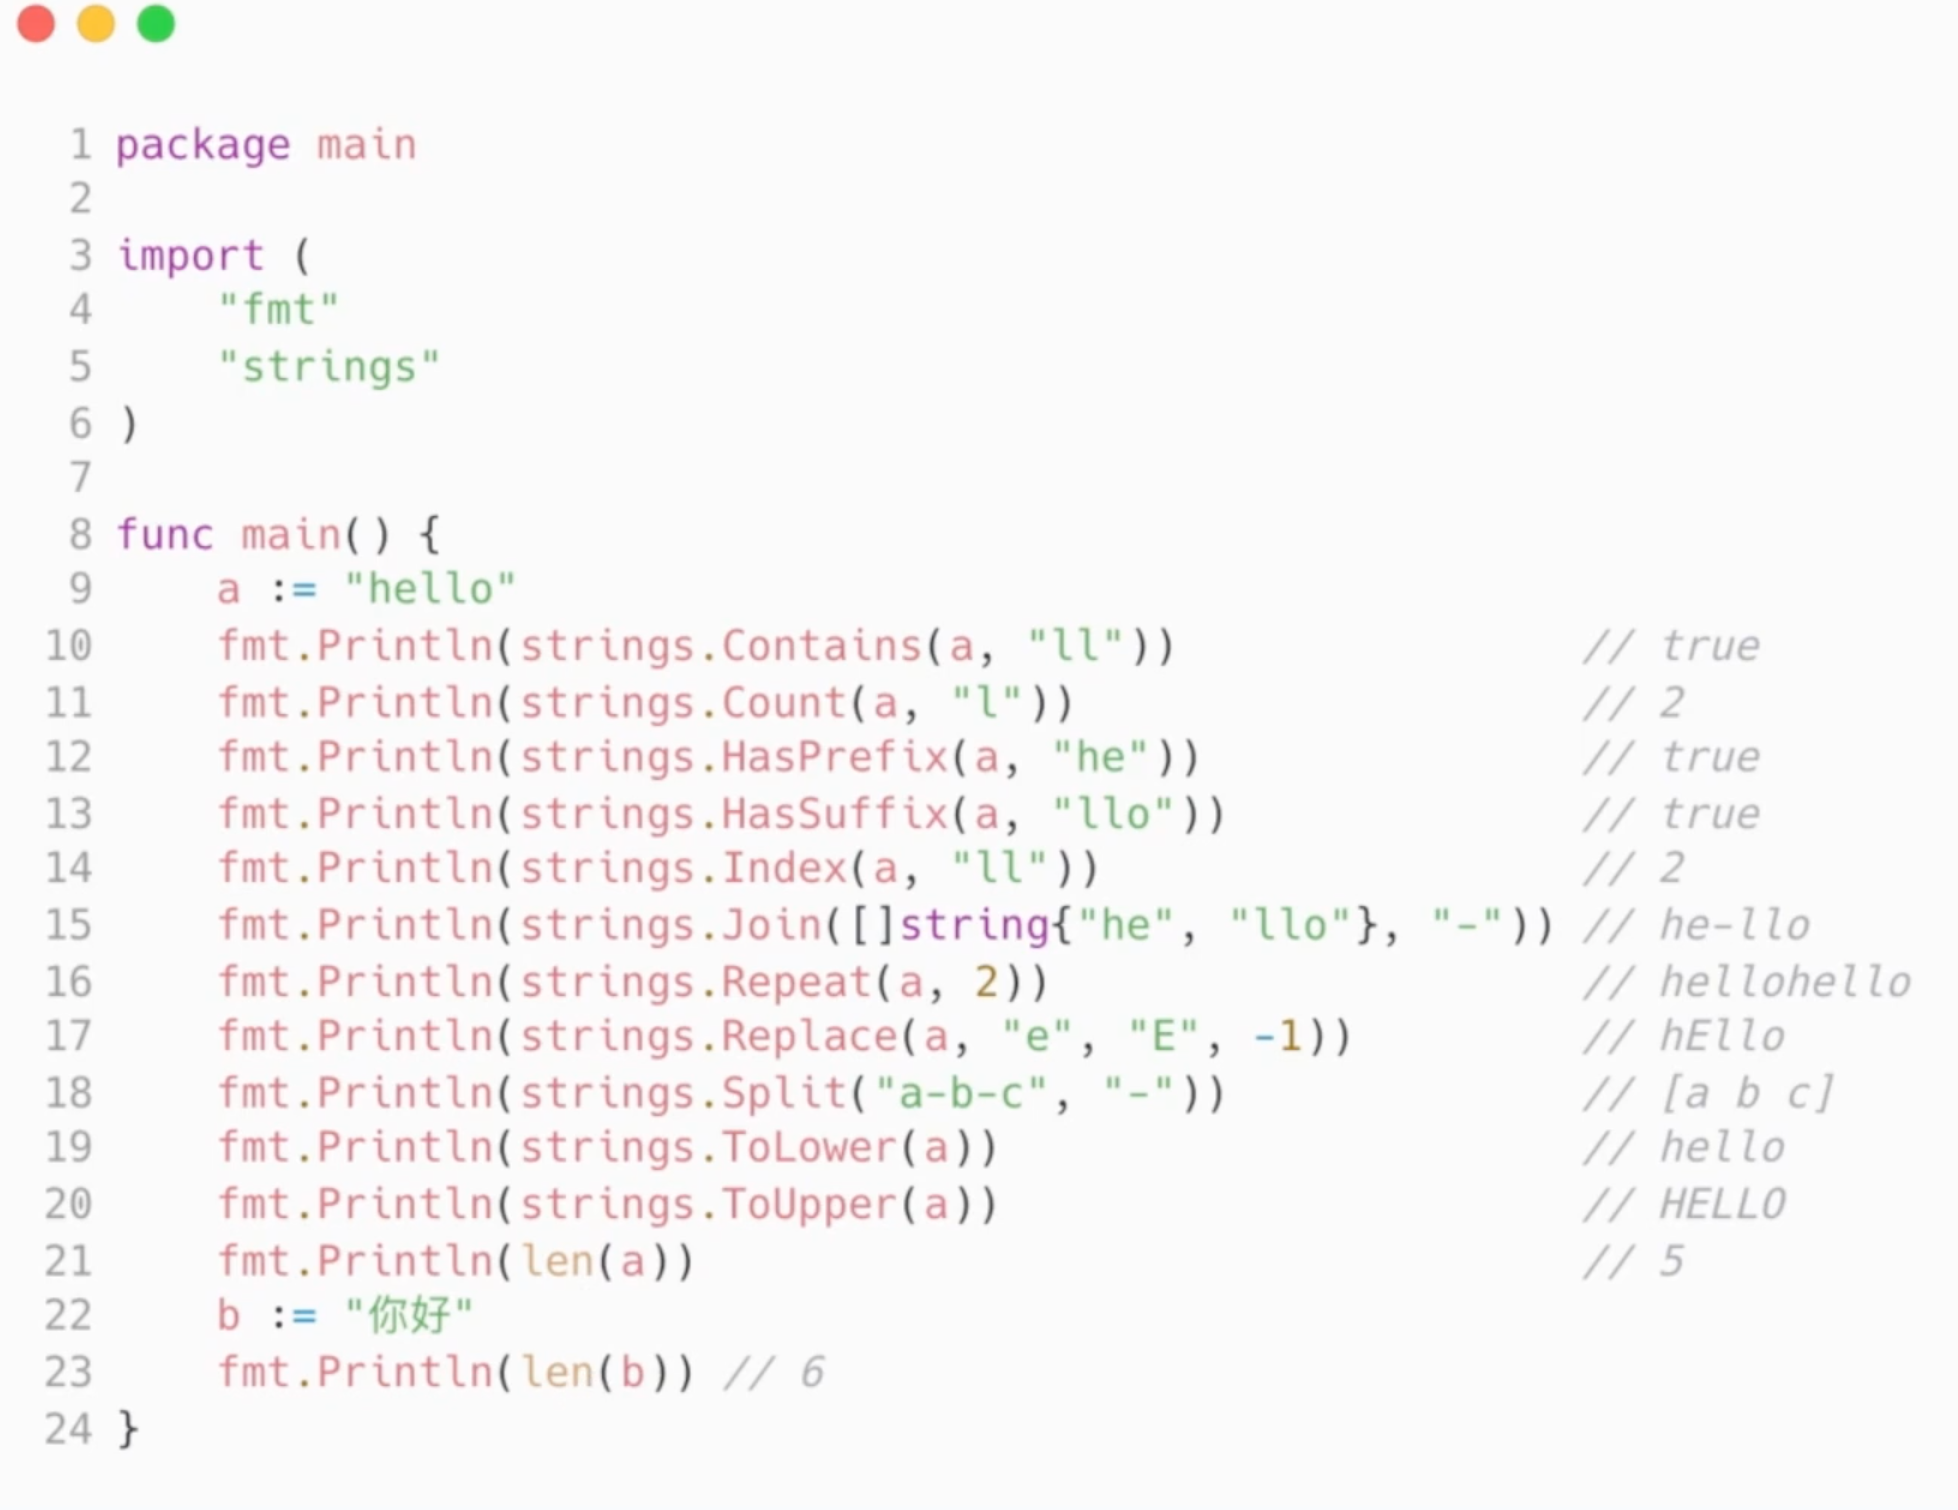 1 package main
2
3 import (
4     "fmt"
5     "strings"
6 )
7
8 func main() {
9     a := "hello"
10     fmt.Println(strings.Contains(a, "ll"))                // true
11     fmt.Println(strings.Count(a, "l"))                    // 2
12     fmt.Println(strings.HasPrefix(a, "he"))               // true
13     fmt.Println(strings.HasSuffix(a, "llo"))              // true
14     fmt.Println(strings.Index(a, "ll"))                   // 2
15     fmt.Println(strings.Join([]string{"he", "llo"}, "-")) // he-llo
16     fmt.Println(strings.Repeat(a, 2))                     // hellohello
17     fmt.Println(strings.Replace(a, "e", "E", -1))         // hEllo
18     fmt.Println(strings.Split("a-b-c", "-"))              // [a b c]
19     fmt.Println(strings.ToLower(a))                       // hello
20     fmt.Println(strings.ToUpper(a))                       // HELLO
21     fmt.Println(len(a))                                   // 5
22     b := "你好"
23     fmt.Println(len(b)) // 6
24 }